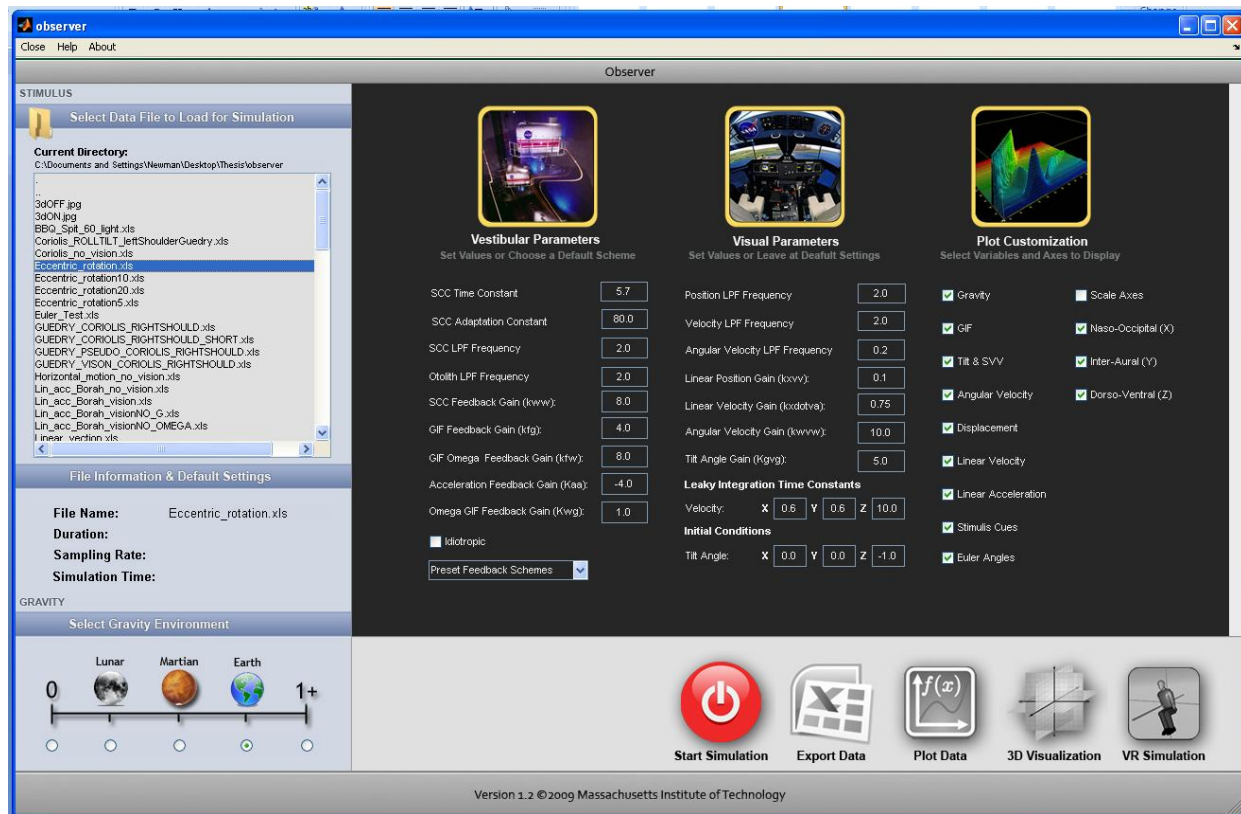 observer
Close Help About
Observer
STIMULUS
Select Data File to Load for Simulation
Current Directory:
C:\Documents and Settings\Newman\Desktop\Thesis\observer
.
..
3dOFF.jpg
3dON.jpg
BBQ_Spit_60_light.xls
Coriolis_ROLLTILT_leftShoulderGuedry.xls
Coriolis_no_vision.xls
Eccentric_rotation.xls
Eccentric_rotation10.xls
Eccentric_rotation20.xls
Eccentric_rotation5.xls
Euler_Test.xls
GUEDRY_CORIOLIS_RIGHTSHOULD.xls
GUEDRY_CORIOLIS_RIGHTSHOULD_SHORT.xls
GUEDRY_PSEUDO_CORIOLIS_RIGHTSHOULD.xls
GUEDRY_VISON_CORIOLIS_RIGHTSHOULD.xls
Horizontal_motion_no_vision.xls
Lin_acc_Borah_no_vision.xls
Lin_acc_Borah_vision.xls
Lin_acc_Borah_visionNO_G.xls
Lin_acc_Borah_visionNO_OMEGA.xls
Linear_vection.xls
File Information & Default Settings
File Name: Eccentric_rotation.xls
Duration:
Sampling Rate:
Simulation Time:
GRAVITY
Select Gravity Environment
Lunar Martian Earth
0 1+
Vestibular Parameters
Set Values or Choose a Default Scheme
SCC Time Constant 5.7
SCC Adaptation Constant 80.0
SCC LPF Frequency 2.0
Otolith LPF Frequency 2.0
SCC Feedback Gain (kww): 8.0
GIF Feedback Gain (kfg): 4.0
GIF Omega Feedback Gain (kfw): 8.0
Acceleration Feedback Gain (Kaa): -4.0
Omega GIF Feedback Gain (Kwg): 1.0
Idiotropic
Preset Feedback Schemes
NASA
Visual Parameters
Set Values or Leave at Deafult Settings
Position LPF Frequency 2.0
Velocity LPF Frequency 2.0
Angular Velocity LPF Frequency 0.2
Linear Position Gain (kxvv): 0.1
Linear Velocity Gain (kxdotva): 0.75
Angular Velocity Gain (kwvw): 10.0
Tilt Angle Gain (Kgvg): 5.0
Leaky Integration Time Constants
Velocity: X 0.6 Y 0.6 Z 10.0
Initial Conditions
Tilt Angle: X 0.0 Y 0.0 Z -1.0
Plot Customization
Select Variables and Axes to Display
Gravity Scale Axes
GIF Naso-Occipital (X)
Tilt & SVV Inter-Aural (Y)
Angular Velocity Dorso-Ventral (Z)
Displacement
Linear Velocity
Linear Acceleration
Stimulis Cues
Euler Angles
f(x)
Start Simulation Export Data Plot Data 3D Visualization VR Simulation
Version 1.2 ©2009 Massachusetts Institute of Technology